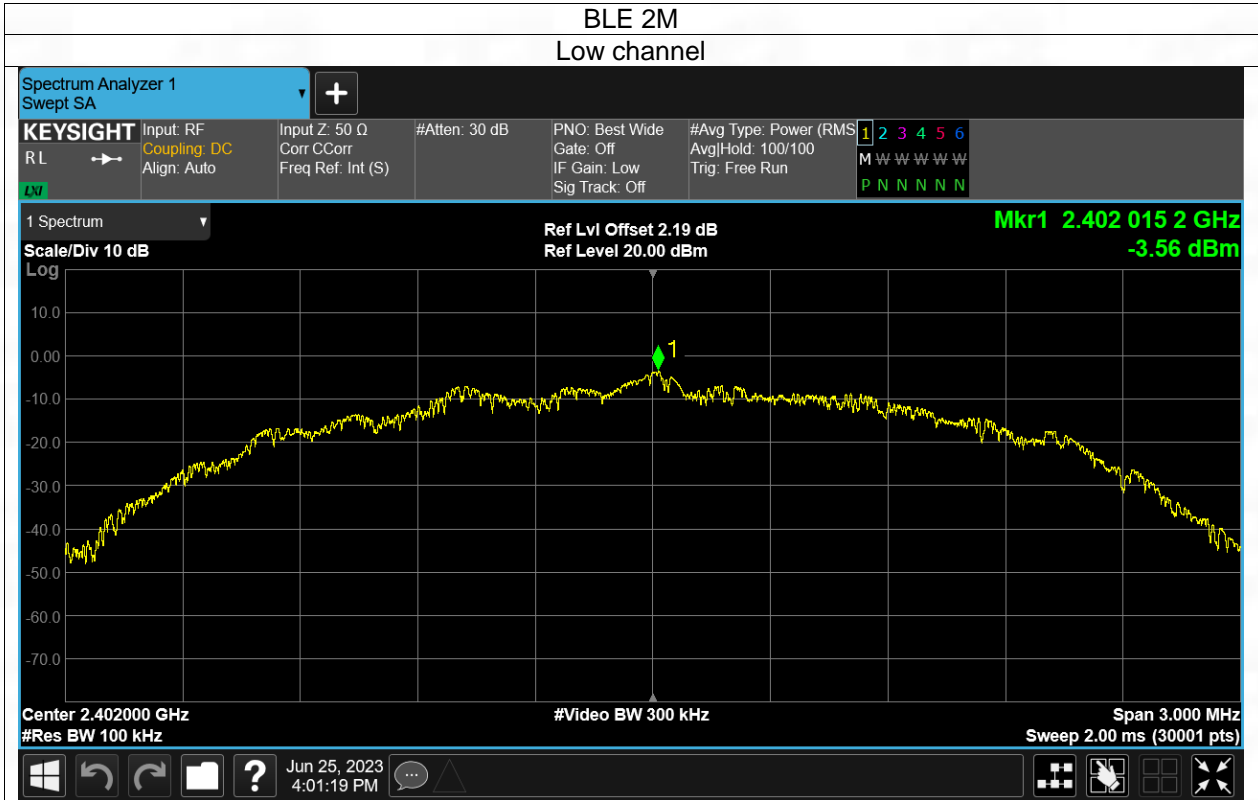 BLE 2M
Low channel
Spectrum Analyzer 1
Swept SA
KEYSIGHT
RL
LXI
Input: RF
Coupling: DC
Align: Auto
Input Z: 50 Ω
Corr CCorr
Freq Ref: Int (S)
#Atten: 30 dB
PNO: Best Wide
Gate: Off
IF Gain: Low
Sig Track: Off
#Avg Type: Power (RMS
Avg|Hold: 100/100
Trig: Free Run
1 2 3 4 5 6
M W W W W W
P N N N N N
1 Spectrum
Scale/Div 10 dB
Ref Lvl Offset 2.19 dB
Ref Level 20.00 dBm
Mkr1 2.402 015 2 GHz
-3.56 dBm
Log
10.0
0.00
-10.0
-20.0
-30.0
-40.0
-50.0
-60.0
-70.0
1
Center 2.402000 GHz
#Res BW 100 kHz
#Video BW 300 kHz
Span 3.000 MHz
Sweep 2.00 ms (30001 pts)
?
Jun 25, 2023
4:01:19 PM